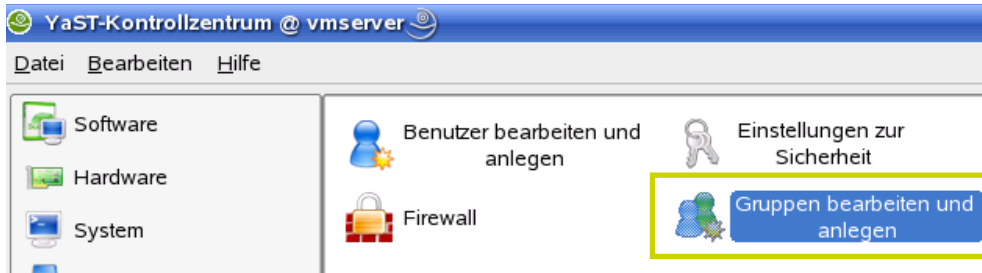 YaST-Kontrollzentrum @ vmserver
Datei Bearbeiten Hilfe
Software
Hardware
System
Benutzer bearbeiten und
anlegen
Einstellungen zur
Sicherheit
Firewall
Gruppen bearbeiten und
anlegen